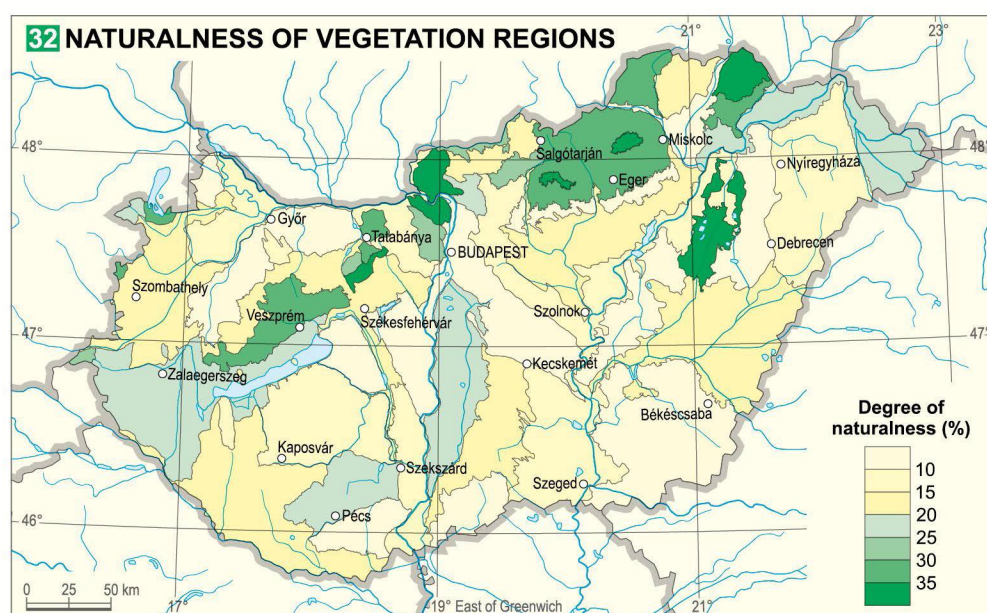 32 NATURALNESS OF VEGETATION REGIONS
21°
23°
48°
48°
Salgótarján
Miskolc
Nyíregyháza
Eger
Győr
Tatabánya
BUDAPEST
Debrecen
Szombathely
Veszprém
Székesfehérvár
Szolnok
47°
47°
Zalaegerszeg
Kecskemét
Békéscsaba
Kaposvár
Szekszárd
Szeged
Pécs
46°
Degree of
naturalness (%)
10
15
20
25
30
35
0 25 50 km
17°
19° East of Greenwich
21°